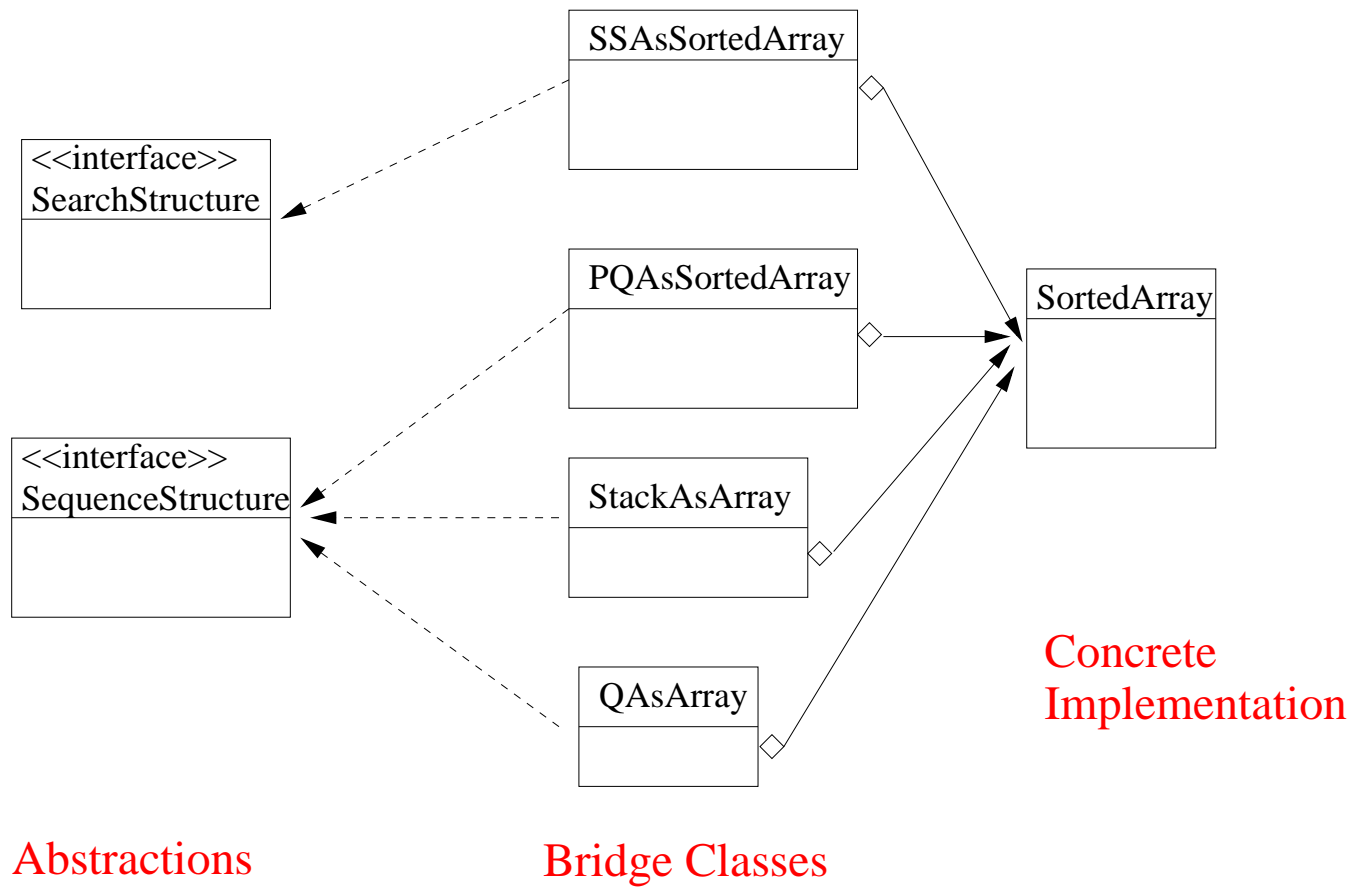 SSAsSortedArray
<<interface>>
SearchStructure
PQAsSortedArray
SortedArray
<<interface>>
SequenceStructure
StackAsArray
QAsArray
Concrete
Implementation
Abstractions
Bridge Classes